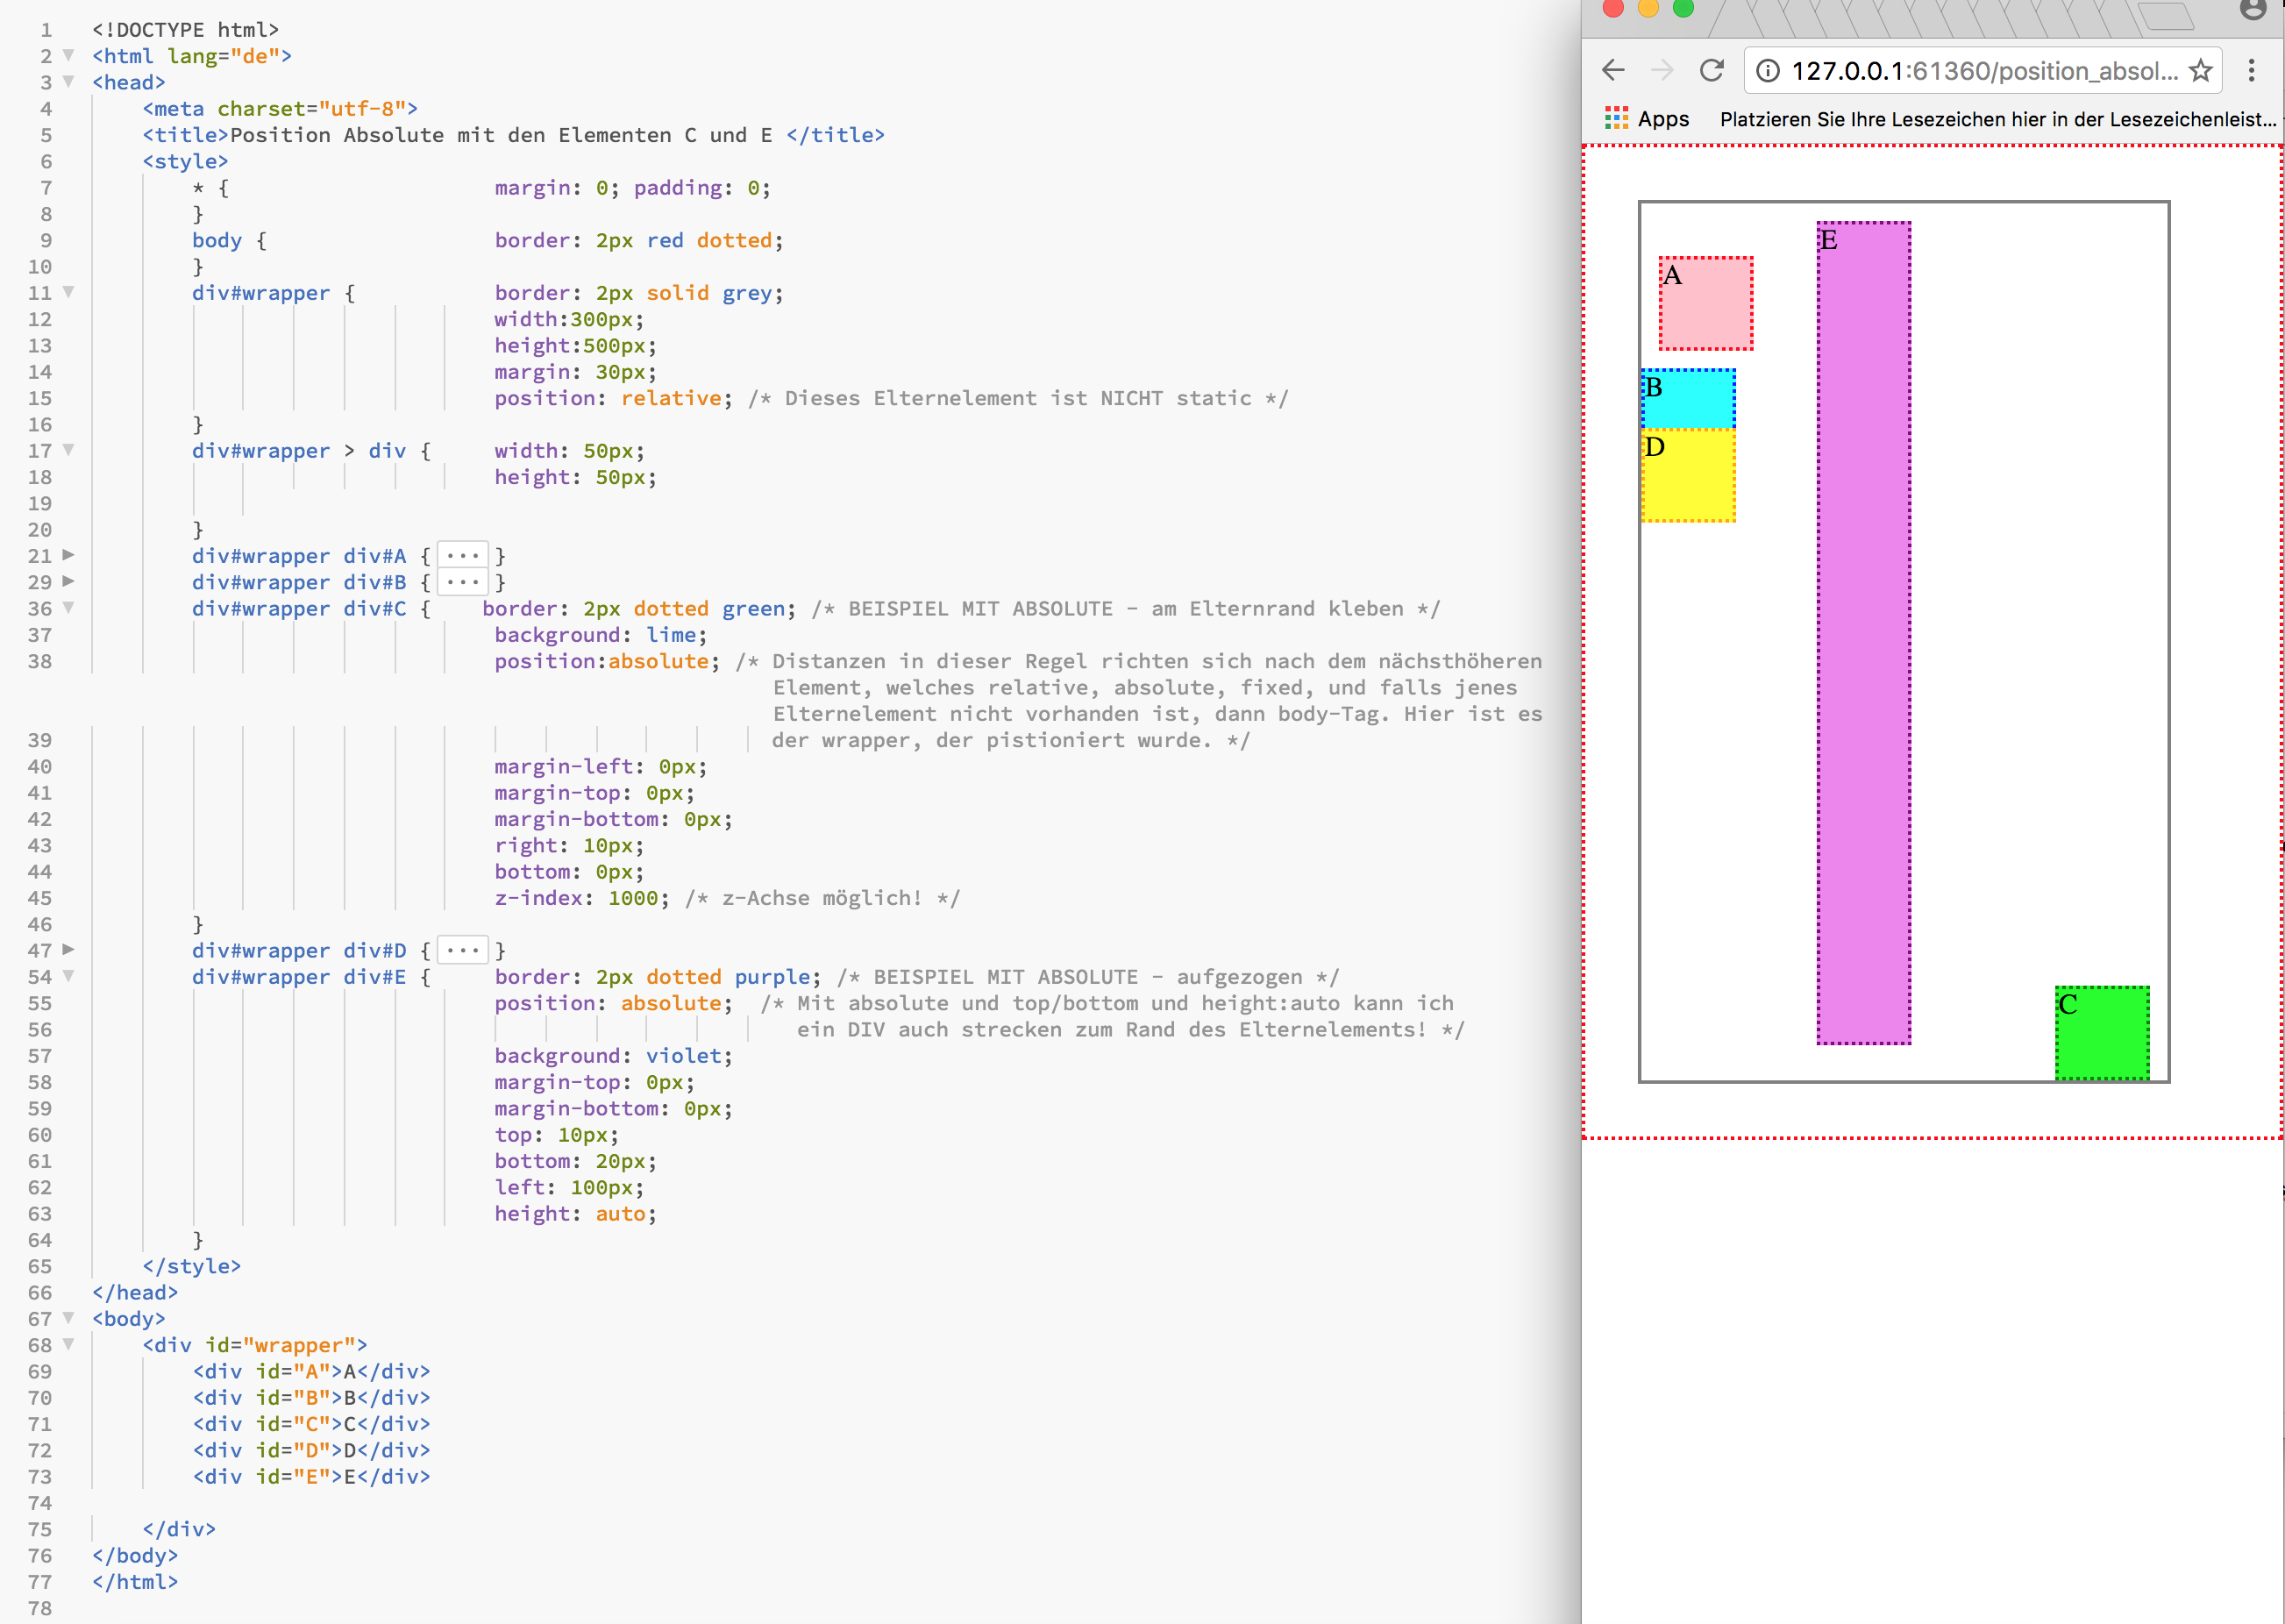 1 <!DOCTYPE html>
2 <html lang="de">
3 <head>
4 <meta charset="utf-8">
5 <title>Position Absolute mit den Elementen C und E </title>
6 <style>
7 * { margin: 0; padding: 0;
8 }
9 body { border: 2px red dotted;
10 }
11 div#wrapper { border: 2px solid grey;
12 width:300px;
13 height:500px;
14 margin: 30px;
15 position: relative; /* Dieses Elternelement ist NICHT static */
16 }
17 div#wrapper > div { width: 50px;
18 height: 50px;
19
20 }
21 div#wrapper div#A { ... }
29 div#wrapper div#B { ... }
36 div#wrapper div#C { border: 2px dotted green; /* BEISPIEL MIT ABSOLUTE - am Elternrand kleben */
37 background: lime;
38 position:absolute; /* Distanzen in dieser Regel richten sich nach dem nächsthöheren
Element, welches relative, absolute, fixed, und falls jenes
Elternelement nicht vorhanden ist, dann body-Tag. Hier ist es
39 der wrapper, der pistioniert wurde. */
40 margin-left: 0px;
41 margin-top: 0px;
42 margin-bottom: 0px;
43 right: 10px;
44 bottom: 0px;
45 z-index: 1000; /* z-Achse möglich! */
46 }
47 div#wrapper div#D { ... }
54 div#wrapper div#E { border: 2px dotted purple; /* BEISPIEL MIT ABSOLUTE - aufgezogen */
55 position: absolute; /* Mit absolute und top/bottom und height:auto kann ich
56 ein DIV auch strecken zum Rand des Elternelements! */
57 background: violet;
58 margin-top: 0px;
59 margin-bottom: 0px;
60 top: 10px;
61 bottom: 20px;
62 left: 100px;
63 height: auto;
64 }
65 </style>
66 </head>
67 <body>
68 <div id="wrapper">
69 <div id="A">A</div>
70 <div id="B">B</div>
71 <div id="C">C</div>
72 <div id="D">D</div>
73 <div id="E">E</div>
74
75 </div>
76 </body>
77 </html>
78
127.0.0.1:61360/position_absol...
Apps Platzieren Sie Ihre Lesezeichen hier in der Lesezeichenleist...
E
A
B
D
C